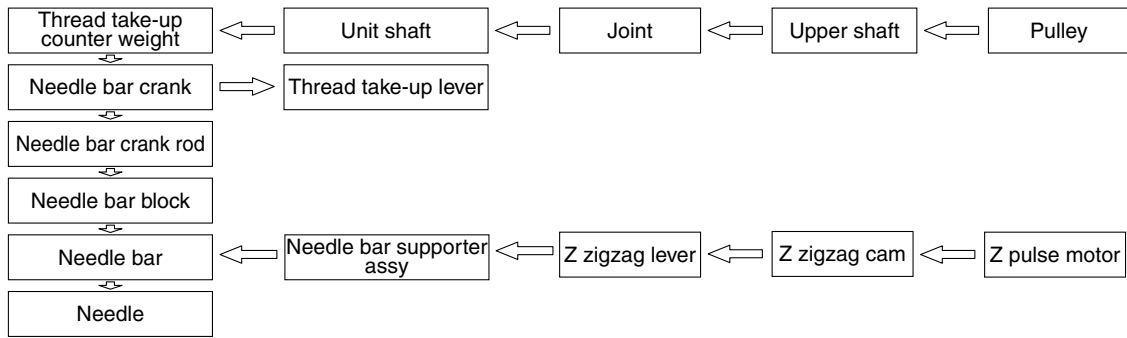 Thread take-up
counter weight
Unit shaft
Joint
Upper shaft
Pulley
Needle bar crank
Thread take-up lever
Needle bar crank rod
Needle bar block
Needle bar
Needle bar supporter
assy
Z zigzag lever
Z zigzag cam
Z pulse motor
Needle